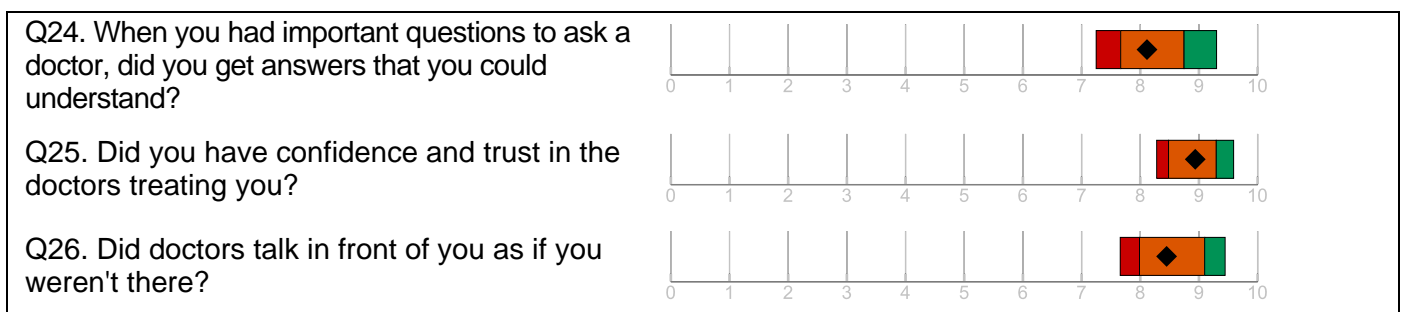 Q24. When you had important questions to ask a
doctor, did you get answers that you could
understand?
0 1 2 3 4 5 6 7 8 9 10
Q25. Did you have confidence and trust in the
doctors treating you?
0 1 2 3 4 5 6 7 8 9 10
Q26. Did doctors talk in front of you as if you
weren't there?
0 1 2 3 4 5 6 7 8 9 10